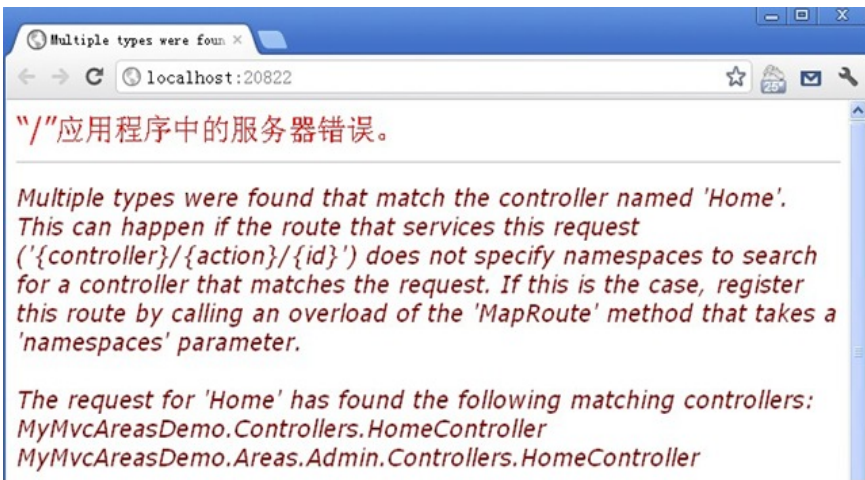 Multiple types were foun
localhost:20822
25°
“/”应用程序中的服务器错误。
Multiple types were found that match the controller named 'Home'.
This can happen if the route that services this request
('{controller}/{action}/{id}') does not specify namespaces to search
for a controller that matches the request. If this is the case, register
this route by calling an overload of the 'MapRoute' method that takes a
'namespaces' parameter.
The request for 'Home' has found the following matching controllers:
MyMvcAreasDemo.Controllers.HomeController
MyMvcAreasDemo.Areas.Admin.Controllers.HomeController